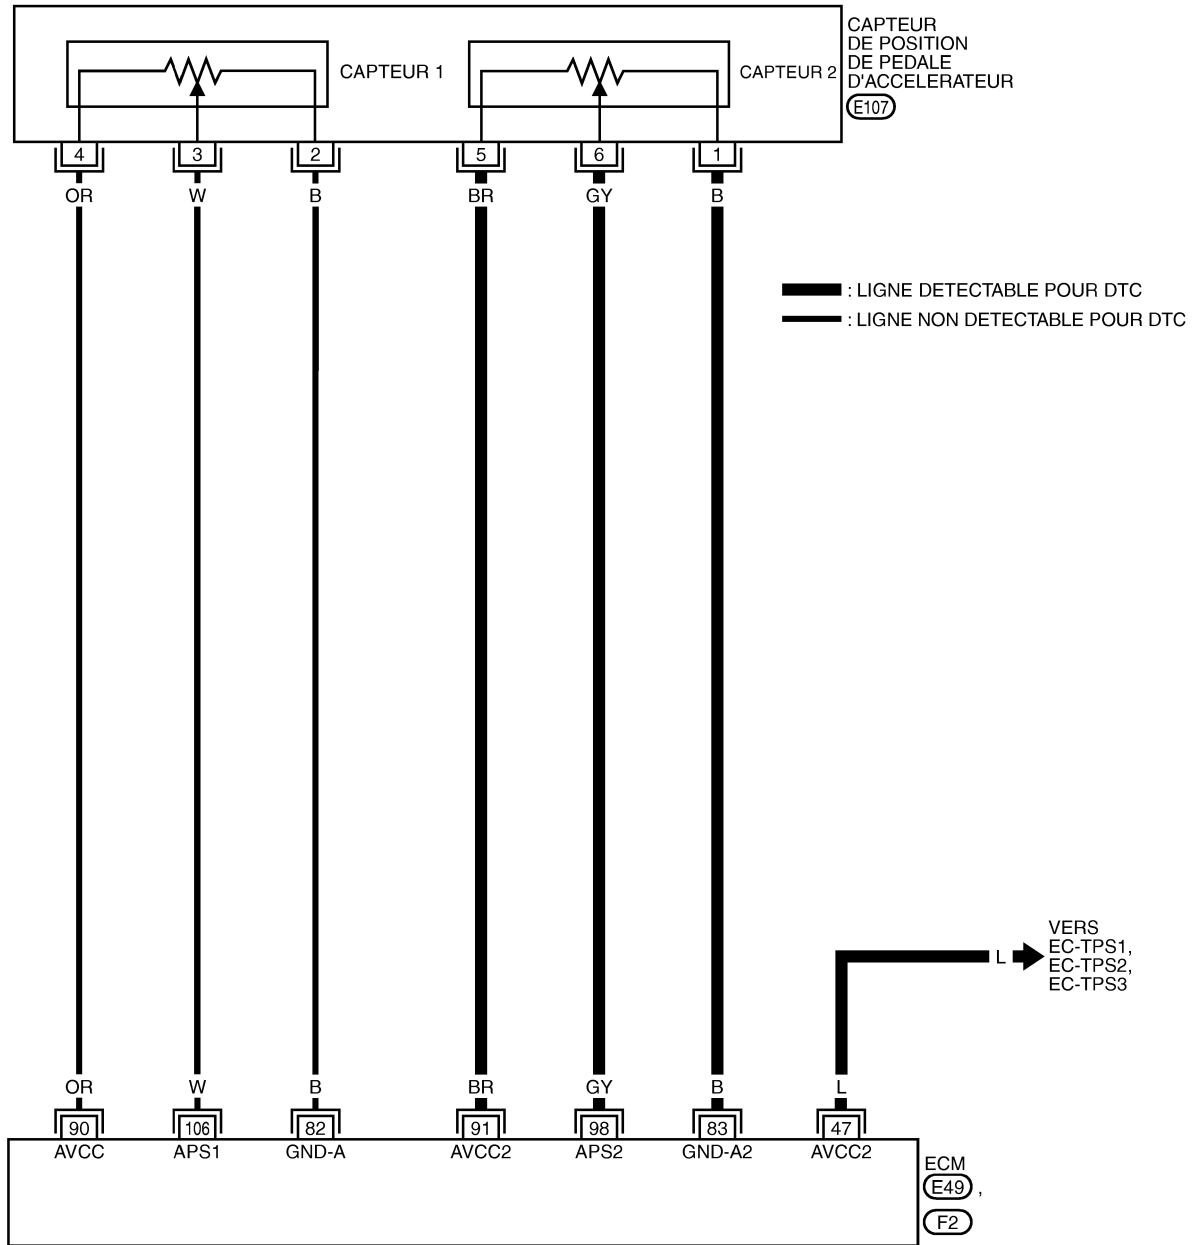 CAPTEUR
DE POSITION
DE PEDALE
D'ACCELERATEUR
E107
CAPTEUR 1
CAPTEUR 2
4 3 2 5 6 1
OR W B BR GY B
: LIGNE DETECTABLE POUR DTC
: LIGNE NON DETECTABLE POUR DTC
VERS
EC-TPS1,
EC-TPS2,
EC-TPS3
L
OR W B BR GY B L
90 106 82 91 98 83 47
AVCC APS1 GND-A AVCC2 APS2 GND-A2 AVCC2
ECM
E49 ,
F2